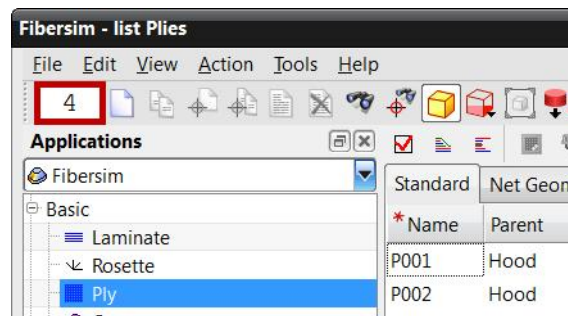 Fibersim - list Plies
File Edit View Action Tools Help
4
Applications
Fibersim
Standard Net Geom
Basic
* Name Parent
Laminate
Rosette
P001 Hood
Ply
P002 Hood